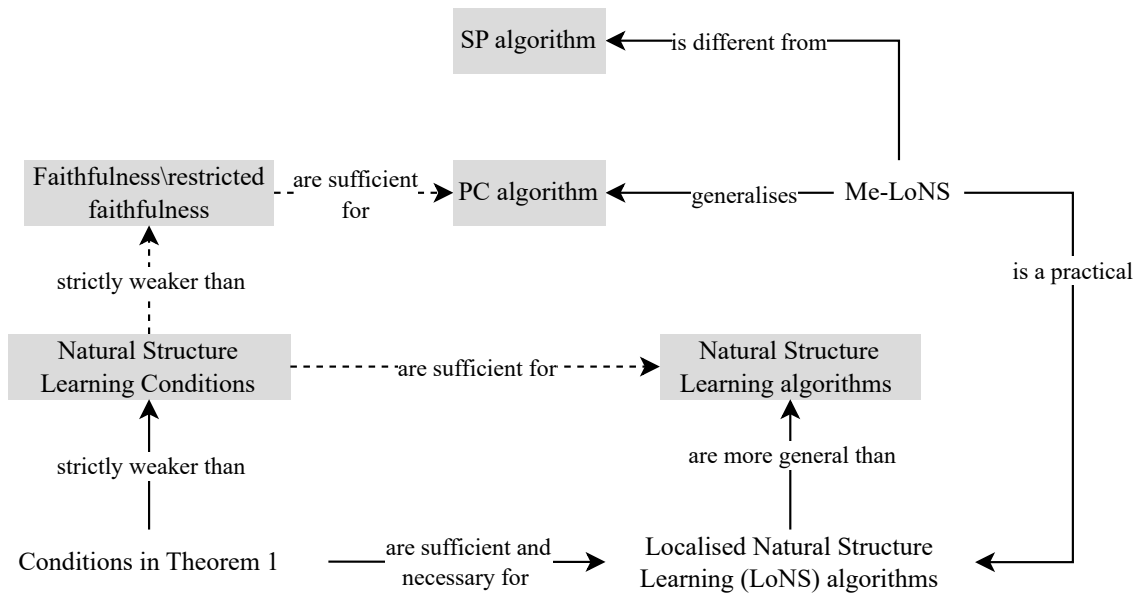 SP algorithm
is different from
Faithfulness\restricted
faithfulness
are sufficient
for
PC algorithm
generalises
Me-LoNS
strictly weaker than
is a practical
Natural Structure
Learning Conditions
are sufficient for
Natural Structure
Learning algorithms
strictly weaker than
are more general than
Conditions in Theorem 1
are sufficient and
necessary for
Localised Natural Structure
Learning (LoNS) algorithms